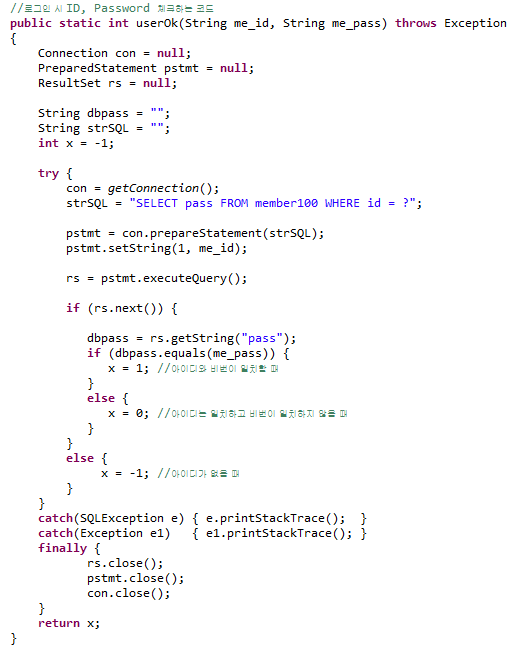 //로그인 시 ID, Password 체크하는 코드
public static int userOk(String me_id, String me_pass) throws Exception
{
    Connection con = null;
    PreparedStatement pstmt = null;
    ResultSet rs = null;

    String dbpass = "";
    String strSQL = "";
    int x = -1;

    try {
        con = getConnection();
        strSQL = "SELECT pass FROM member100 WHERE id = ?";

        pstmt = con.prepareStatement(strSQL);
        pstmt.setString(1, me_id);

        rs = pstmt.executeQuery();

        if (rs.next()) {

           dbpass = rs.getString("pass");
           if (dbpass.equals(me_pass)) {
              x = 1; //아이디와 비번이 일치할 때
           }
           else {
              x = 0; //아이디는 일치하고 비번이 일치하지 않을 때
           }
        }
        else {
             x = -1; //아이디가 없을 때
        }
    }
    catch(SQLException e) { e.printStackTrace();  }
    catch(Exception e1)   { e1.printStackTrace(); }
    finally {
           rs.close();
           pstmt.close();
           con.close();
    }
    return x;
}